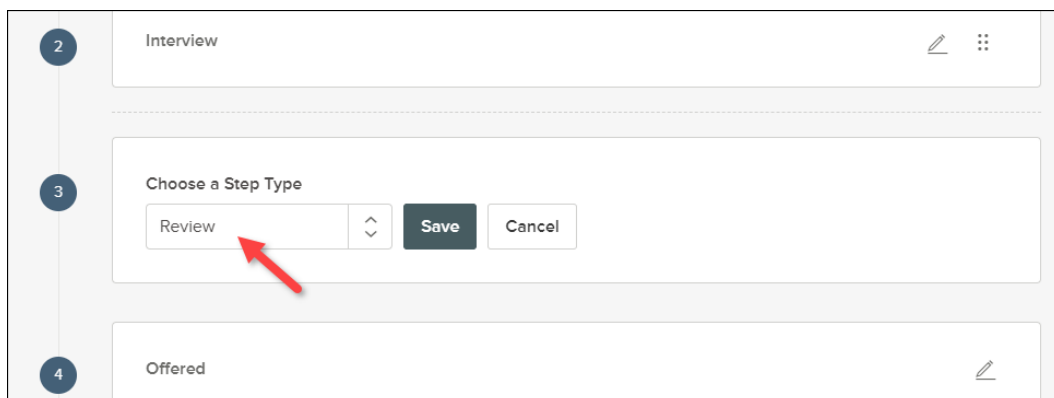 2
Interview
3
Choose a Step Type
Review
Save
Cancel
4
Offered